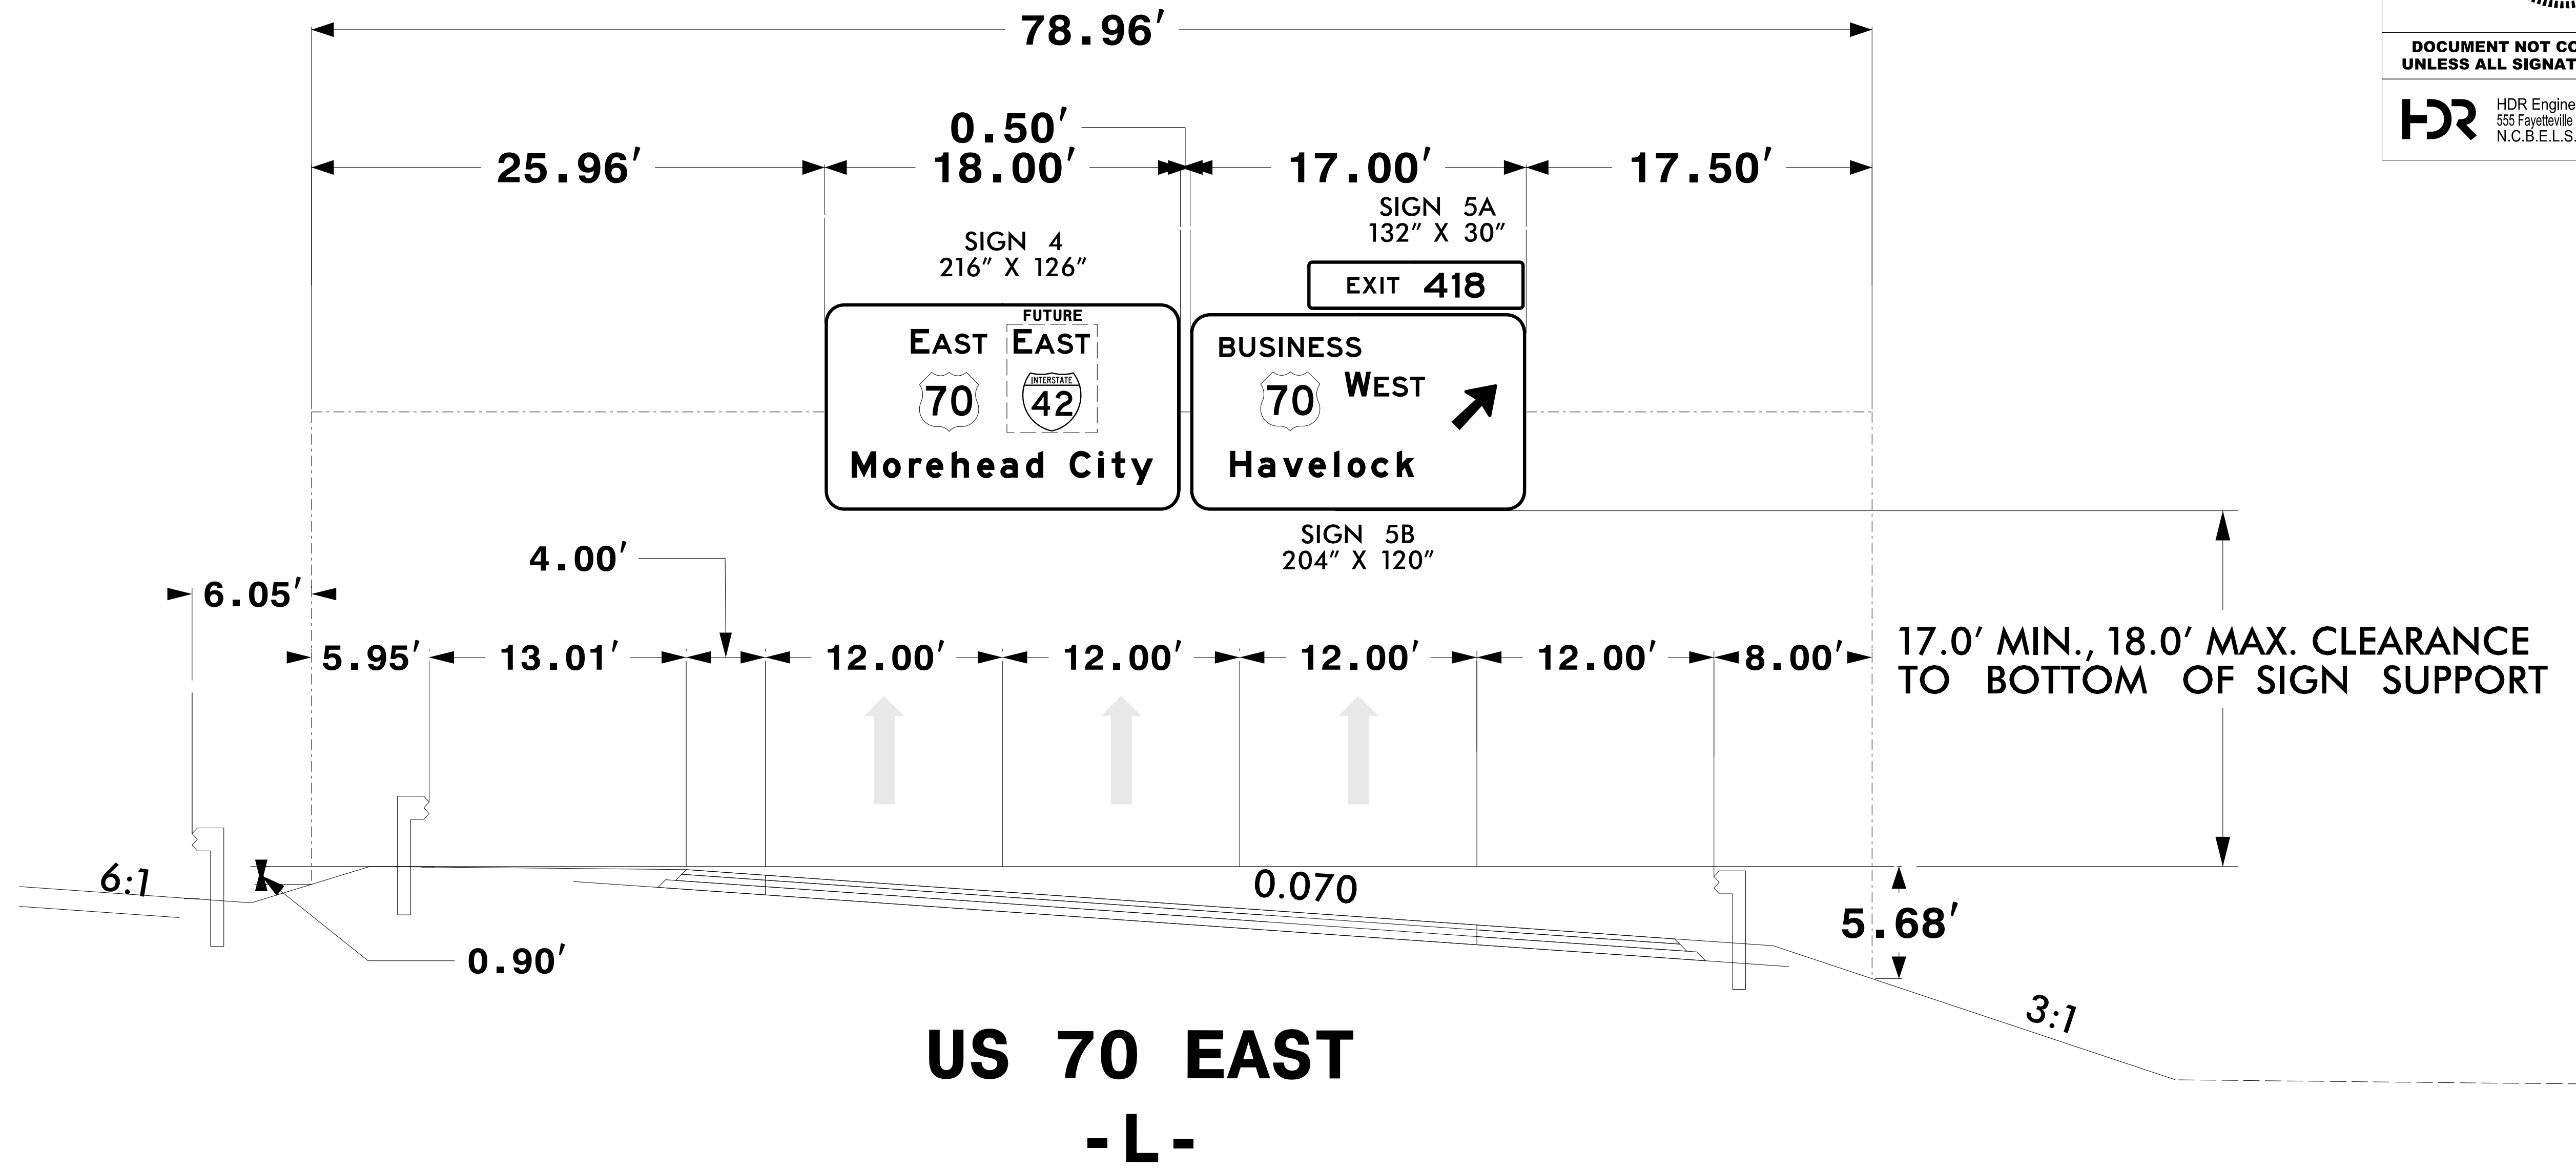 78.96'
DOCUMENT NOT
UNLESS ALL
HDR HDR
555 Fayetteville
N.C.B.E.L.S.
0.50'
25.96' 18.00' 17.00' 17.50'
SIGN 5A
132" X 30"
SIGN 4
216" X 126"
EXIT 418
FUTURE
EAST EAST
INTERSTATE
70 42
Morehead City
BUSINESS
70 WEST
Havelock
SIGN 5B
204" X 120"
4.00'
6.05'
5.95' 13.01' 12.00' 12.00' 12.00' 12.00' 8.00'
17.0' MIN., 18.0' MAX. CLEARANCE
TO BOTTOM OF SIGN SUPPORT
6:1
0.070
5.68'
0.90'
3:1
US 70 EAST
-L-